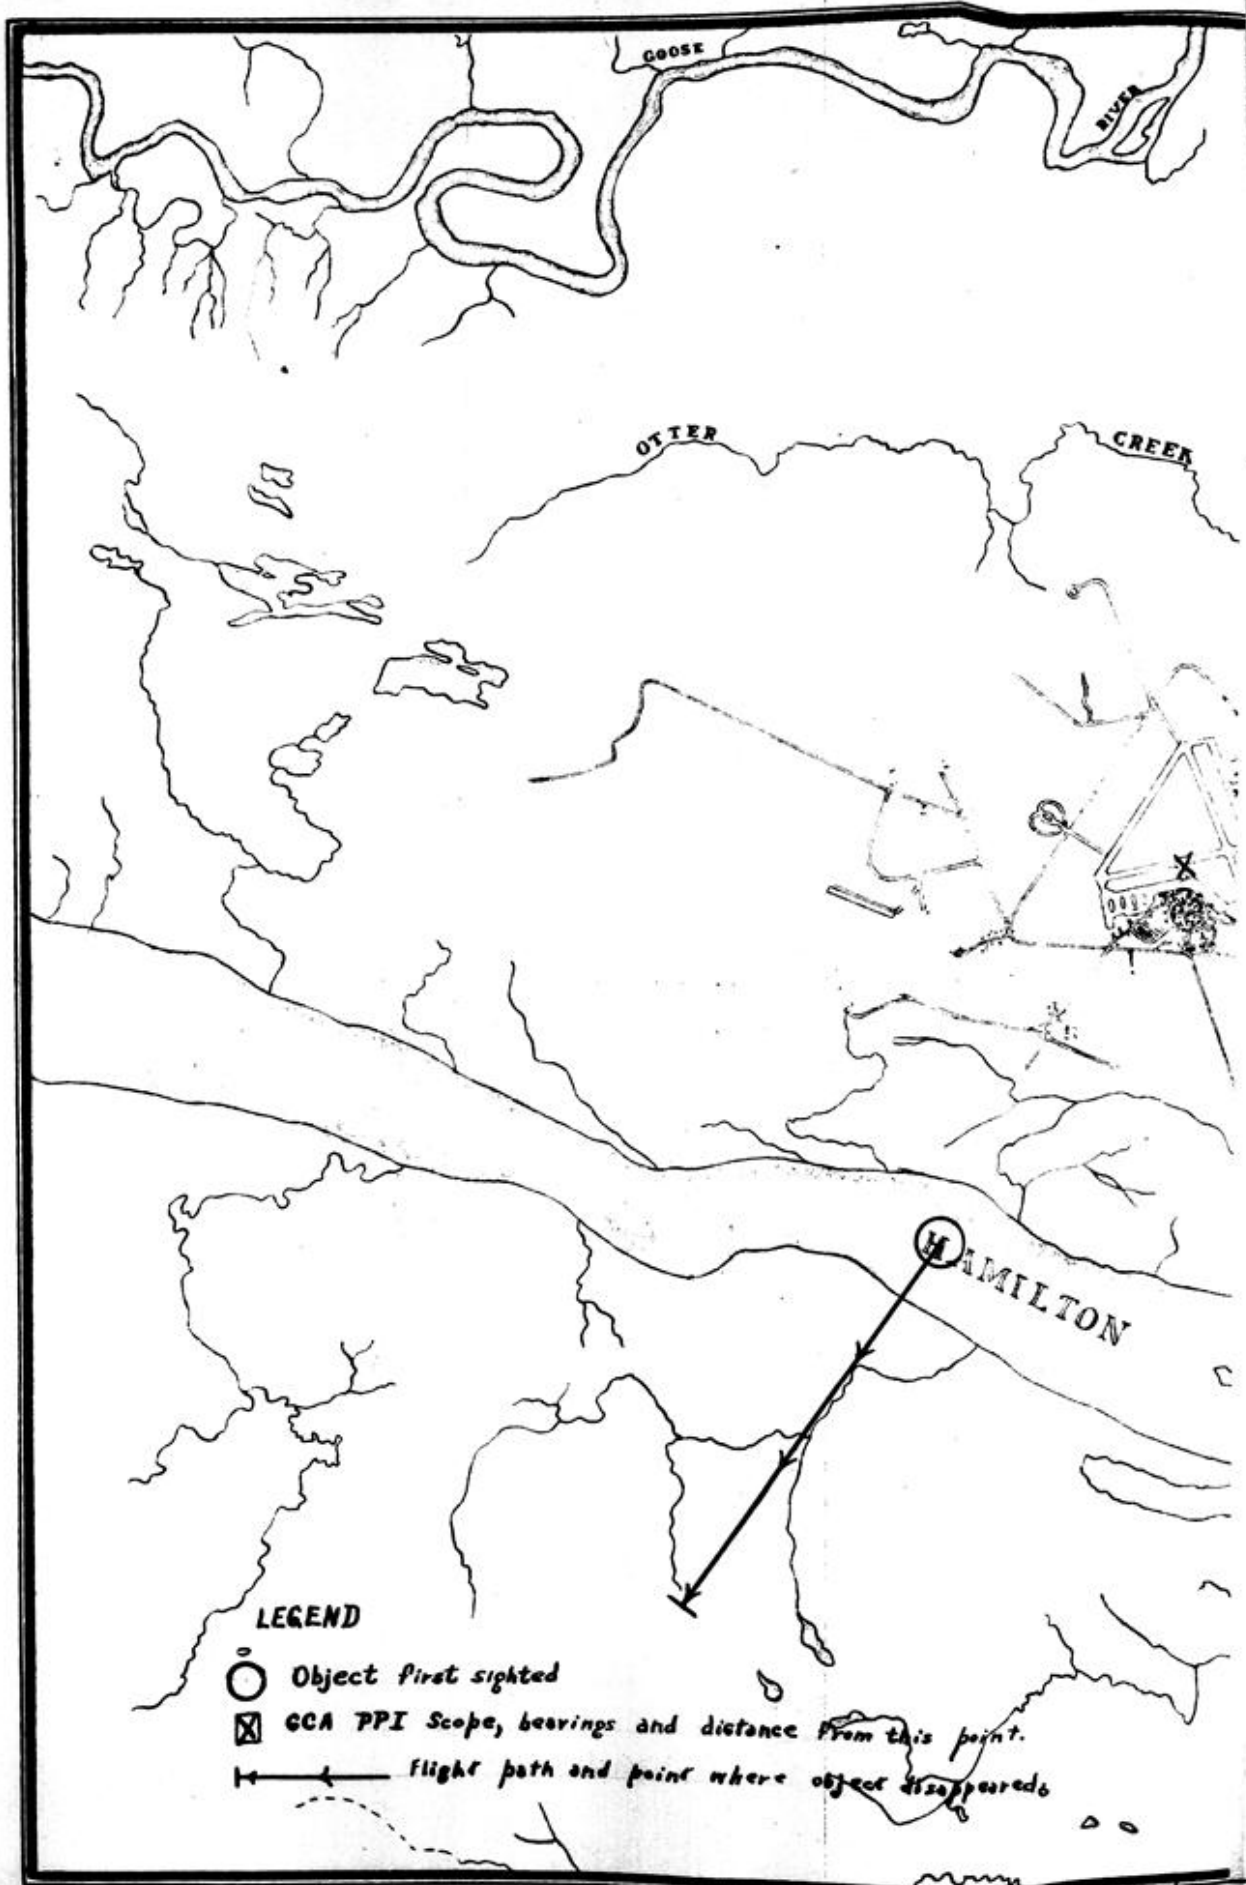 GOOSE
RIVER
OTTER
CREEK
HAMILTON
LEGEND
Object first sighted
GCA PPI Scope, bearings and distance from this point.
Flight path and point where object disappeared.